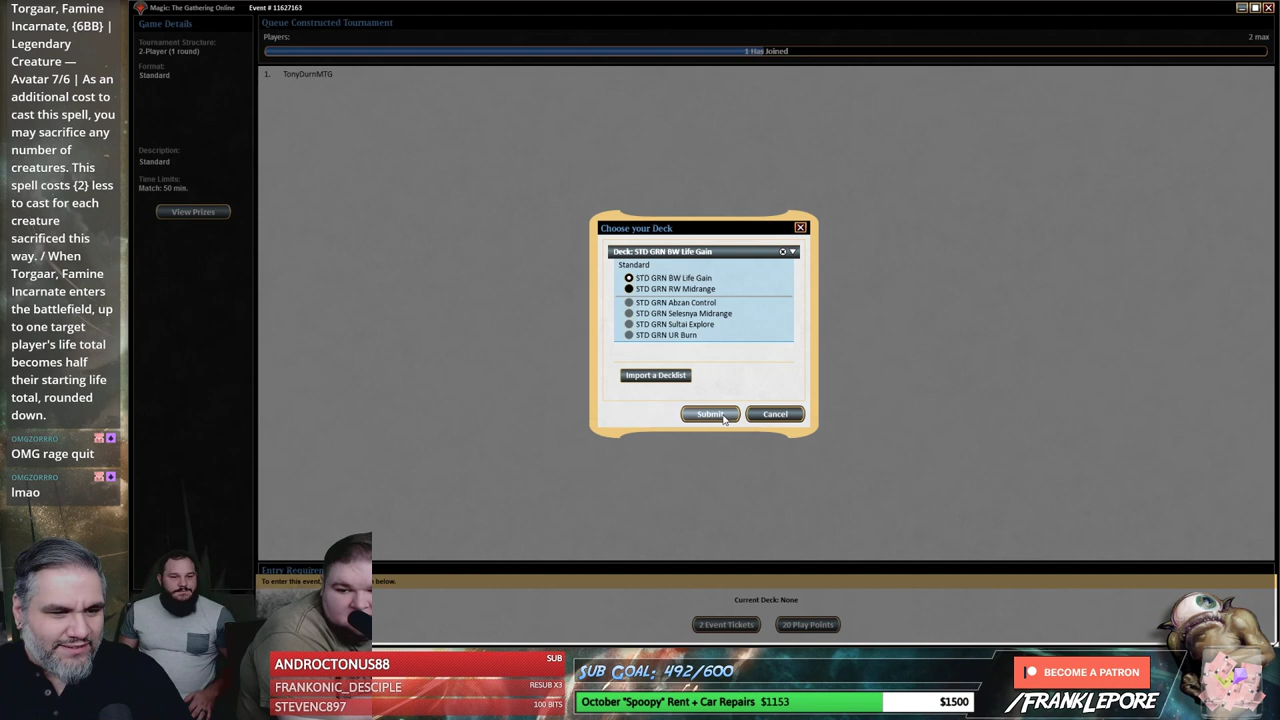 Torgaar, Famine
Incarnate, {6BB} |
Legendary
Creature —
Avatar 7/6 | As an
additional cost to
cast this spell, you
may sacrifice any
number of
creatures. This
spell costs {2} less
to cast for each
creature
sacrificed this
way. / When
Torgaar, Famine
Incarnate enters
the battlefield, up
to one target
player's life total
becomes half
their starting life
total, rounded
down.
OMGZORRRO
OMG rage quit
OMGZORRRO
lmao
Magic: The Gathering Online Event # 11627163
Game Details
Tournament Structure:
2-Player (1 round)
Format:
Standard
Description:
Standard
Time Limits:
Match: 50 min.
View Prizes
Queue Constructed Tournament
Players:
2 max
1 Has Joined
1. TonyDurnMTG
Choose your Deck
Deck: STD GRN BW Life Gain
Standard
STD GRN BW Life Gain
STD GRN RW Midrange
STD GRN Abzan Control
STD GRN Selesnya Midrange
STD GRN Sultai Explore
STD GRN UR Burn
Import a Decklist
Submit
Cancel
To enter this event,
below.
Current Deck: None
2 Event Tickets
20 Play Points
ANDROCTONUS88 SUB
FRANKONIC_DESCIPLE RESUB X3
STEVENC897 100 BITS
SUB GOAL: 492/600
October "Spoopy" Rent + Car Repairs $1153
$1500
BECOME A PATRON
/FRANKLEPORE